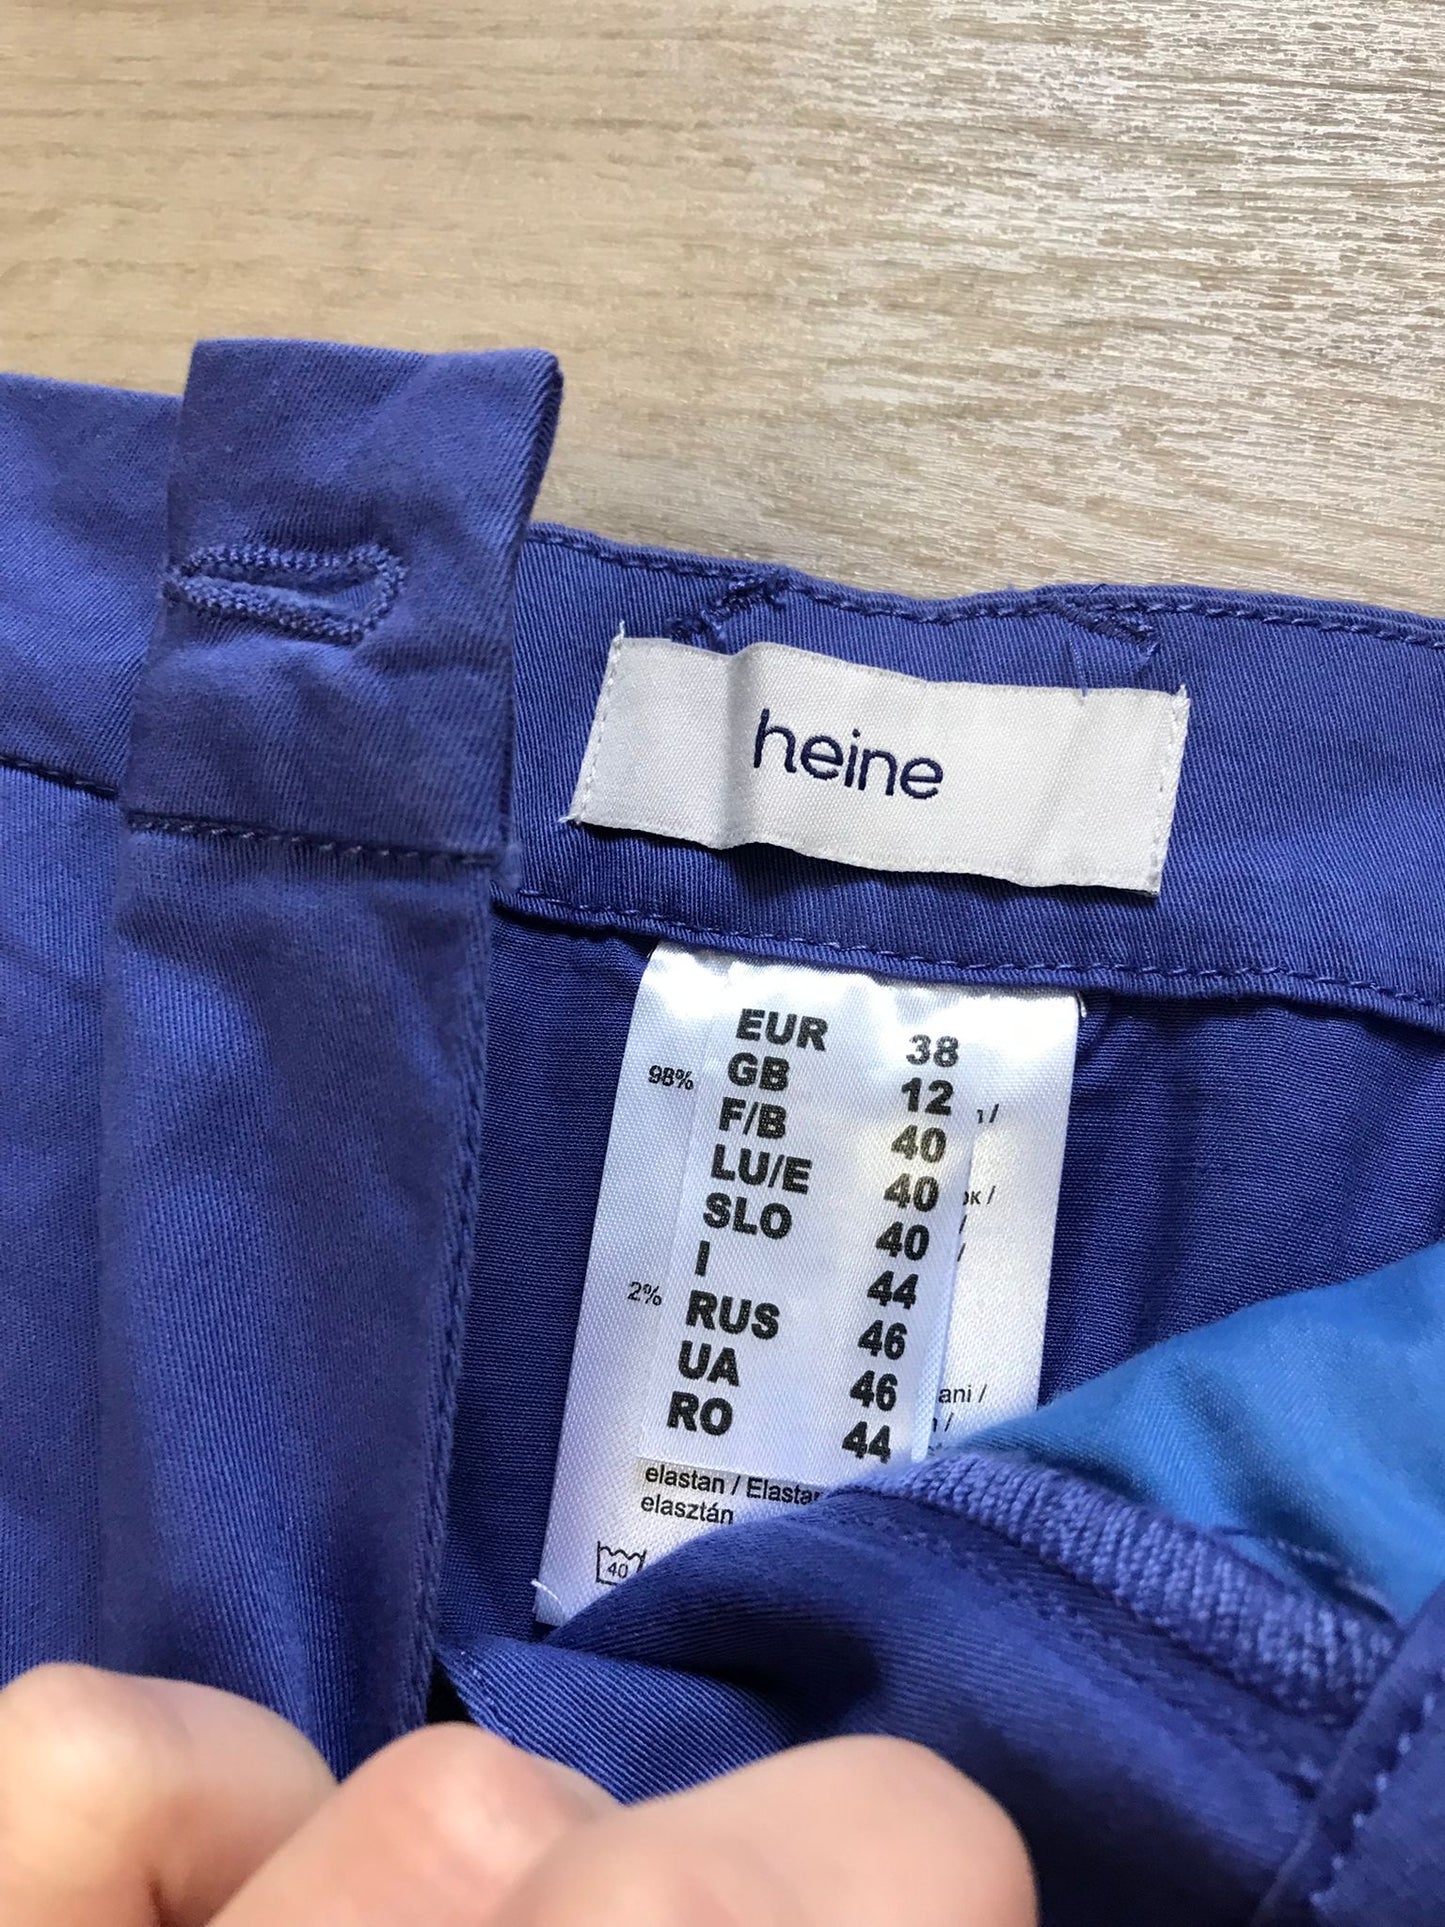 heine
EUR 38
98% GB 12
F/B 40
LU/E 40
SLO 40
I 44
2% RUS 46
UA 46
RO 44
elastan /
elasztán
40